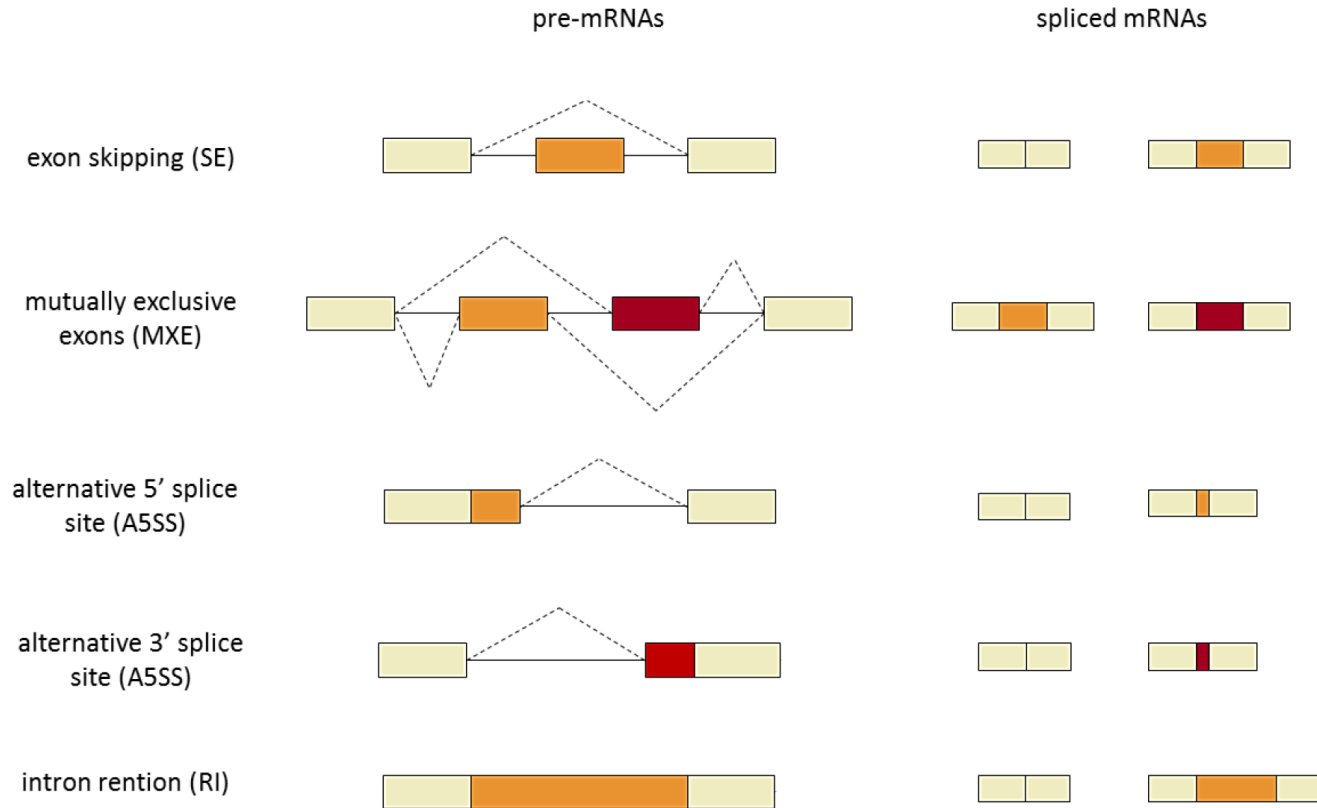 pre-mRNAs
spliced mRNAs
exon skipping (SE)
mutually exclusive
exons (MXE)
alternative 5’ splice
site (A5SS)
alternative 3’ splice
site (A5SS)
intron rention (RI)